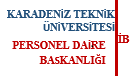 KARADENİZ TEKNİK
ÜNİVERSİTESİ
PERSONEL DAİRE
BAŞKANLIĞI
İB